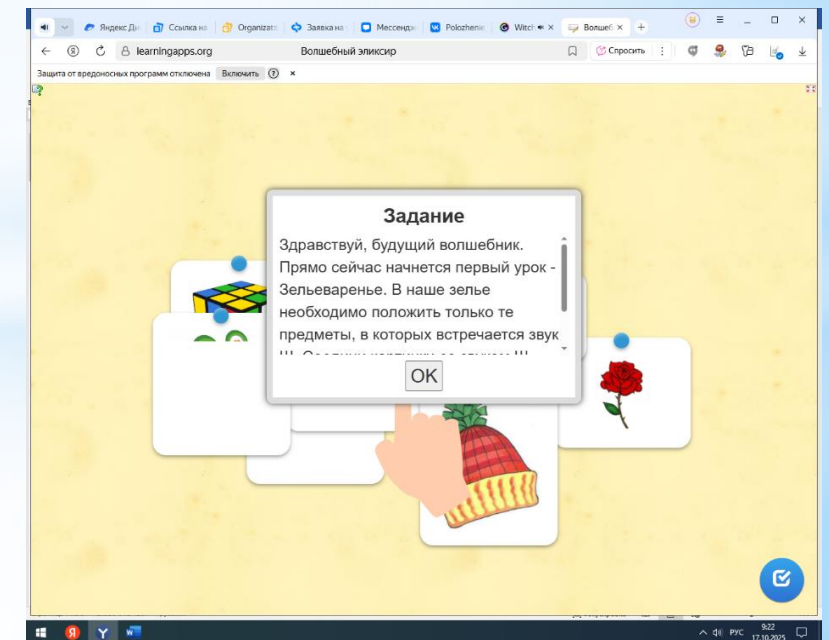 Яндекс Ди
Ссылка на
Organizato
Заявка на
Мессендж
Polozhenie
Witch
Волшеб
learningapps.org
Волшебный эликсир
Спросить
Защита от вредоносных программ отключена Включить
Задание
Здравствуй, будущий волшебник.
Прямо сейчас начнется первый урок -
Зельеваренье. В наше зелье
необходимо положить только те
предметы, в которых встречается звук
OK
РУС
9:22
17.10.2025